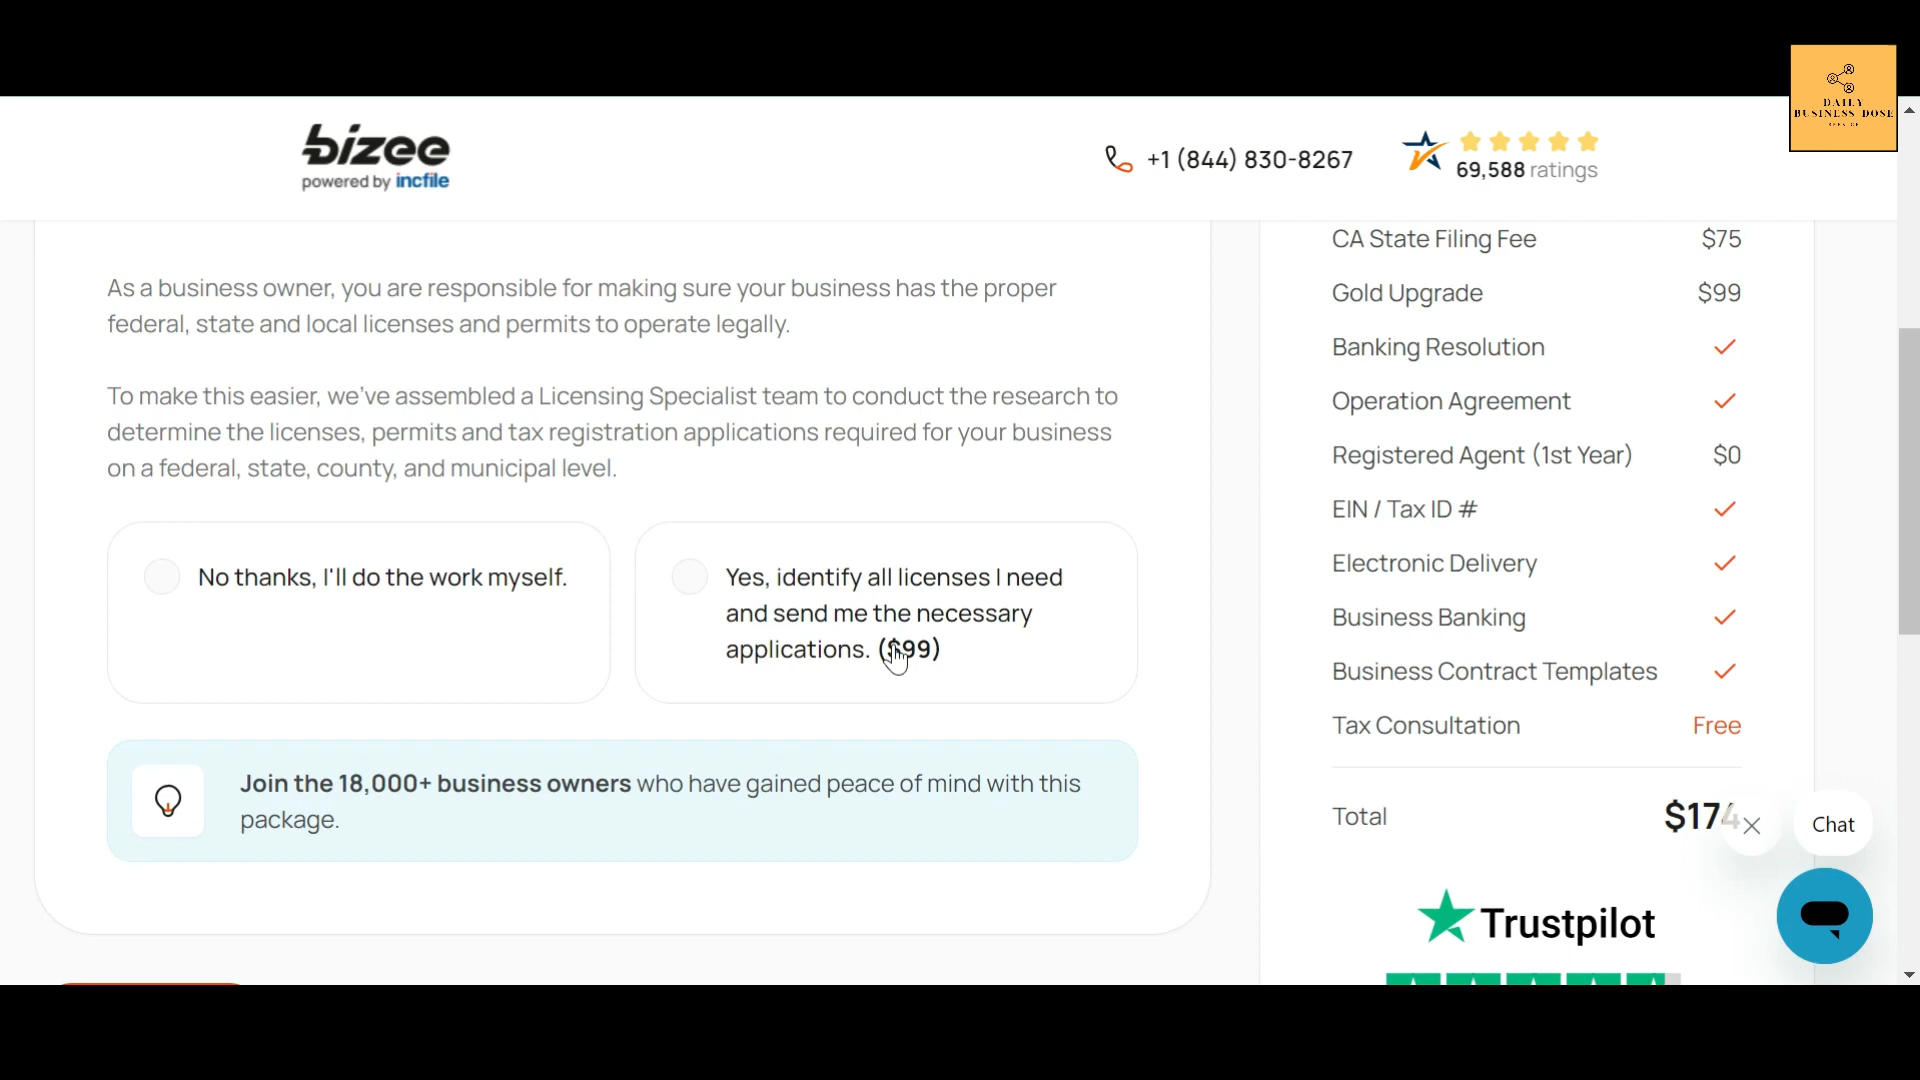 DAILY
BUSINESS DOSE
bizee
powered by incfile
+1 (844) 830-8267
69,588 ratings
As a business owner, you are responsible for making sure your business has the proper
federal, state and local licenses and permits to operate legally.
To make this easier, we've assembled a Licensing Specialist team to conduct the research to
determine the licenses, permits and tax registration applications required for your business
on a federal, state, county, and municipal level.
No thanks, I'll do the work myself.
Yes, identify all licenses I need
and send me the necessary
applications. ($99)
Join the 18,000+ business owners who have gained peace of mind with this
package.
CA State Filing Fee $75
Gold Upgrade $99
Banking Resolution
Operation Agreement
Registered Agent (1st Year) $0
EIN / Tax ID #
Electronic Delivery
Business Banking
Business Contract Templates
Tax Consultation Free
Total $174
Chat
Trustpilot